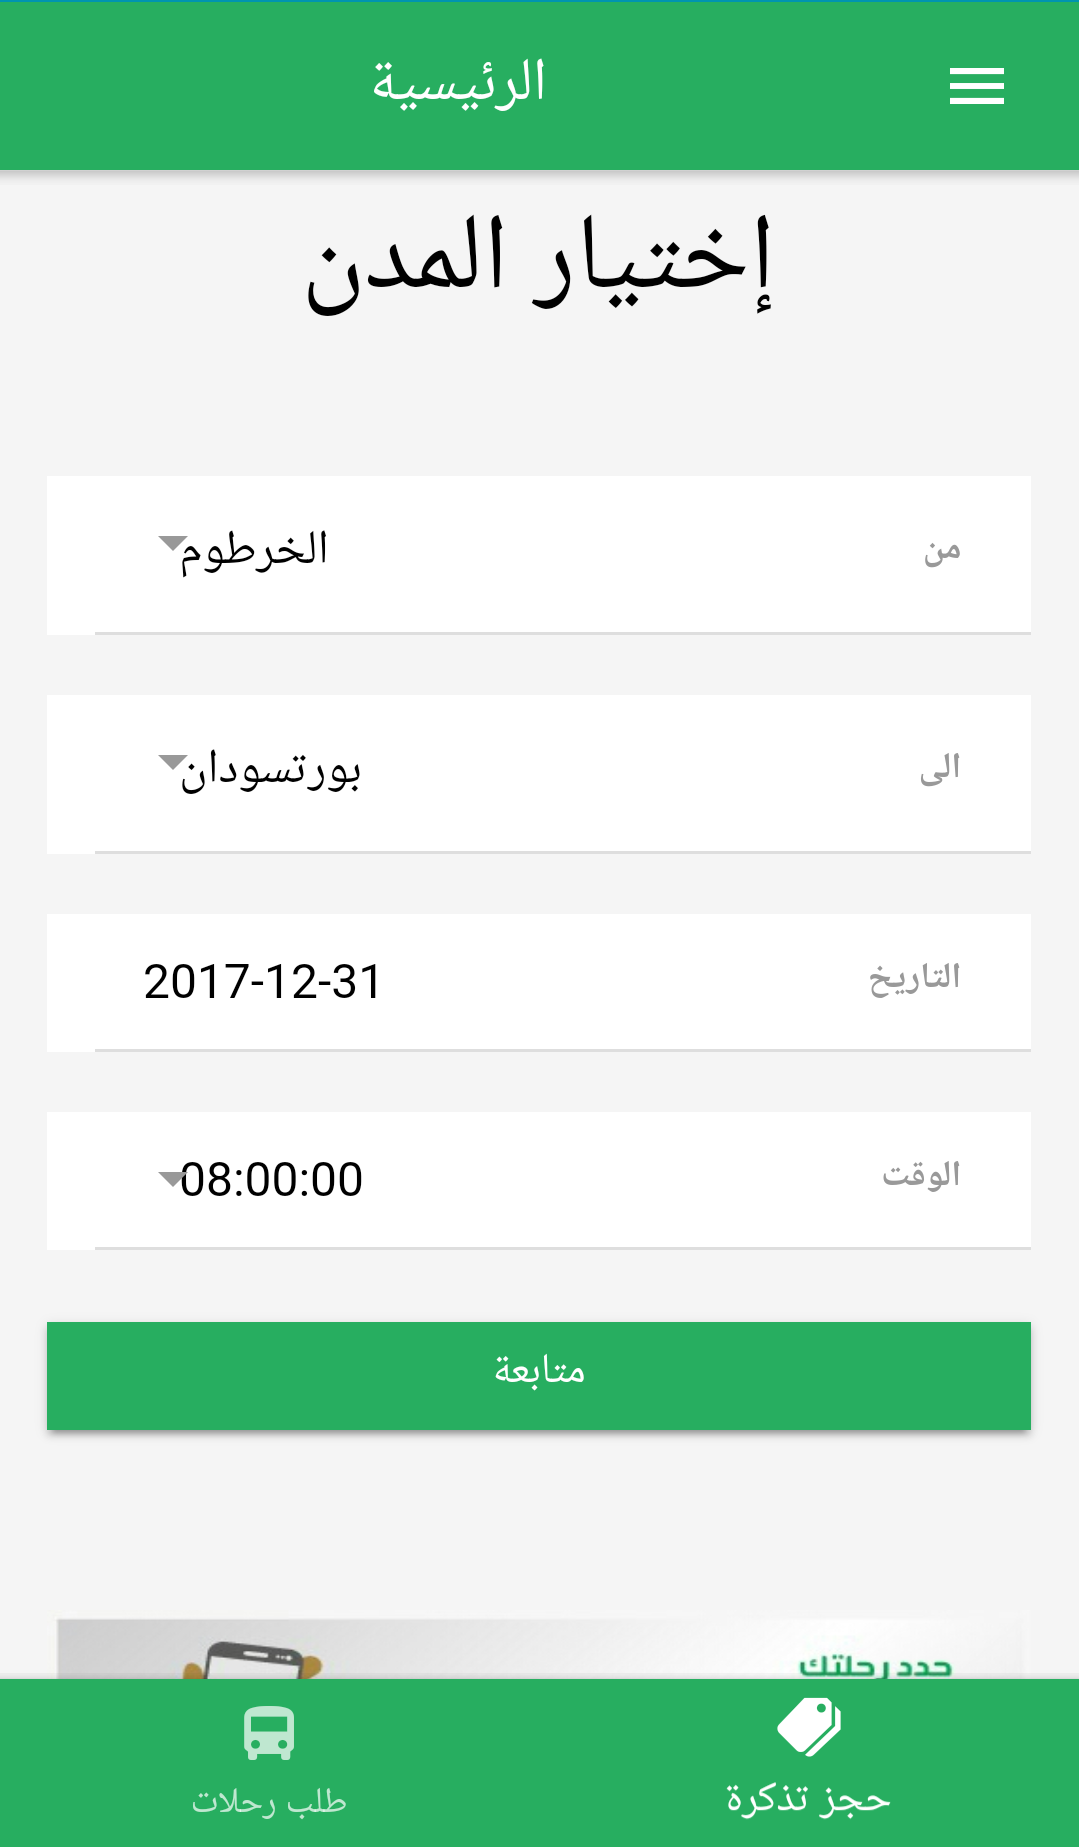 الرئيسية
إختيار المدن
من الخرطوم
الى بورتسودان
التاريخ 2017-12-31
الوقت 08:00:00
متابعة
حدد رحلتك
حجز تذكرة
طلب رحلات